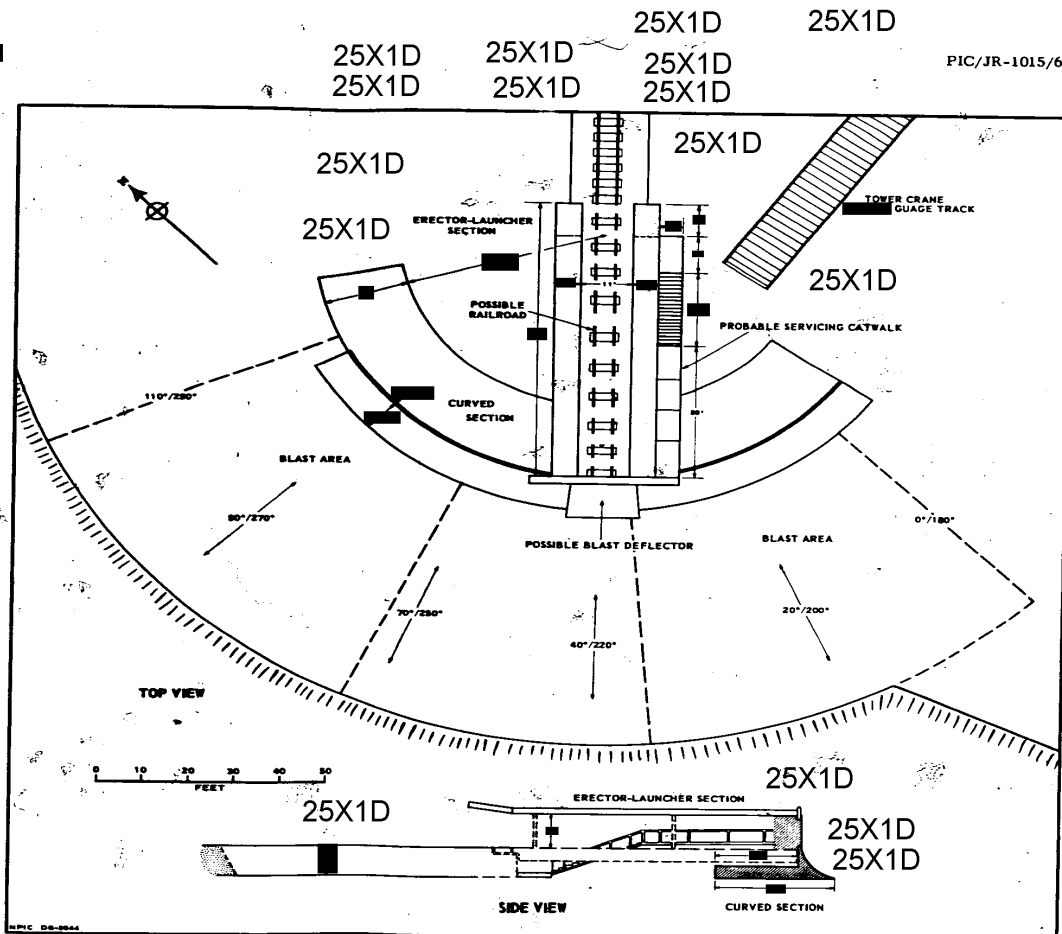 25X1D 25X1D
25X1D 25X1D 25X1D
PIC/JR-1015/6
25X1D 25X1D 25X1D
25X1D
25X1D
TOWER CRANE
GUAGE TRACK
25X1D
ERECTOR-LAUNCHER
SECTION
25X1D
POSSIBLE
RAILROAD
PROBABLE SERVICING CATWALK
110°/290°
CURVED
SECTION
BLAST AREA
90°/270°
0°/180°
POSSIBLE BLAST DEFLECTOR
BLAST AREA
70°/250°
20°/200°
40°/220°
TOP VIEW
0 10 20 30 40 50
FEET
25X1D
ERECTOR-LAUNCHER SECTION
25X1D
25X1D
25X1D
SIDE VIEW
CURVED SECTION